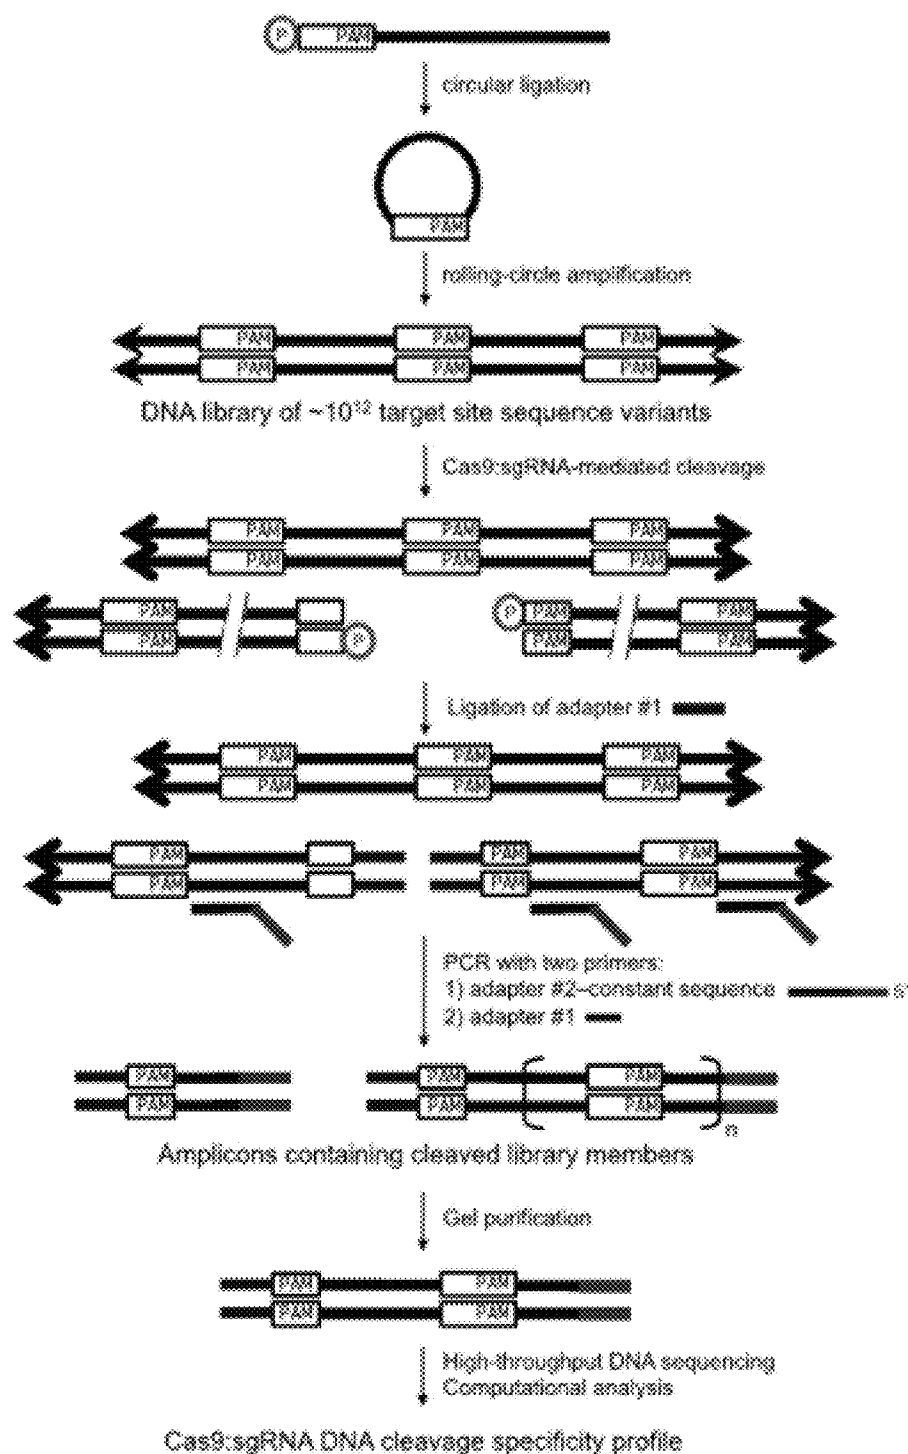 P PAM
circular ligation
PAM
rolling-circle amplification
PAM PAM PAM
PAM PAM PAM
DNA library of ~10¹² target site sequence variants
Cas9:sgRNA-mediated cleavage
PAM PAM PAM
PAM PAM PAM
PAM P PAM PAM
PAM P PAM PAM
Ligation of adapter #1
PAM PAM PAM
PAM PAM PAM
PAM PAM PAM
PAM PAM PAM
PCR with two primers:
1) adapter #2–constant sequence 5'
2) adapter #1
PAM PAM PAM
PAM PAM PAM
n
Amplicons containing cleaved library members
Gel purification
PAM PAM
PAM PAM
High-throughput DNA sequencing
Computational analysis
Cas9:sgRNA DNA cleavage specificity profile